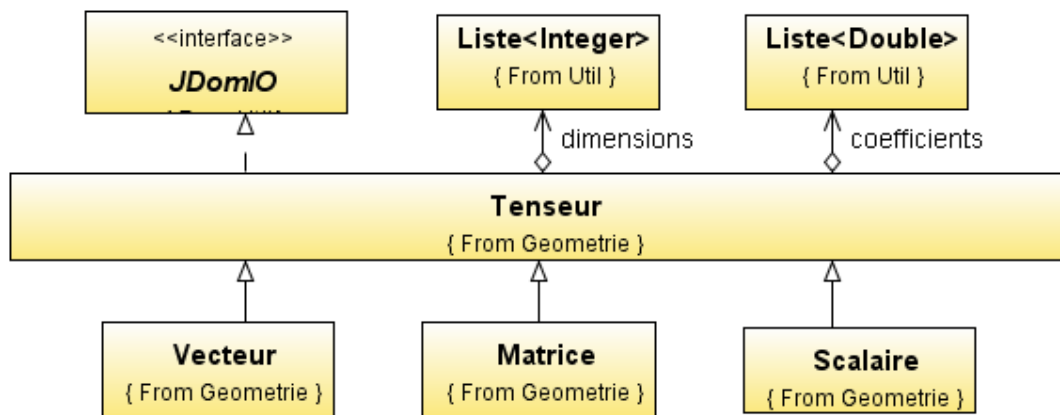 <<interface>>
JDomIO
Liste<Integer>
{ From Util }
Liste<Double>
{ From Util }
dimensions
coefficients
Tenseur
{ From Geometrie }
Vecteur
{ From Geometrie }
Matrice
{ From Geometrie }
Scalaire
{ From Geometrie }